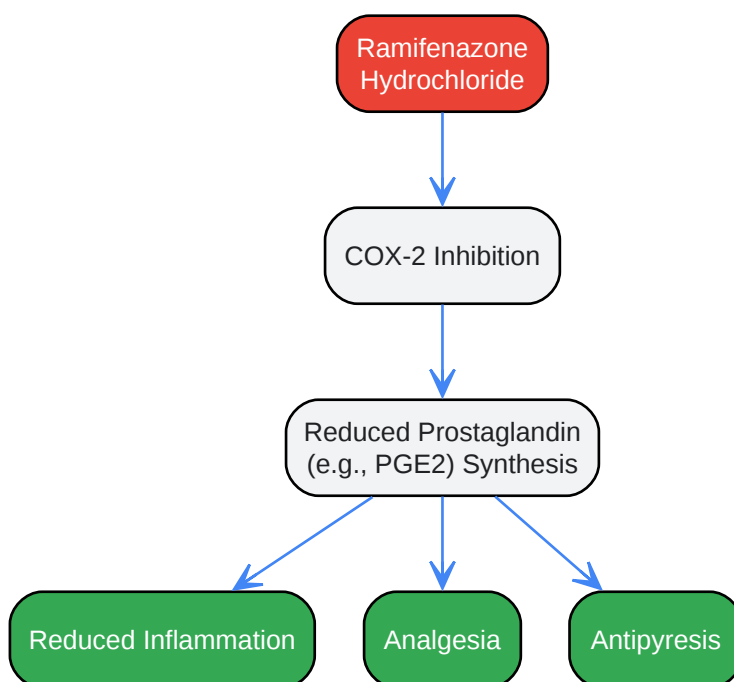 Ramifenazone
Hydrochloride
COX-2 Inhibition
Reduced Prostaglandin
(e.g., PGE2) Synthesis
Reduced Inflammation
Analgesia
Antipyresis